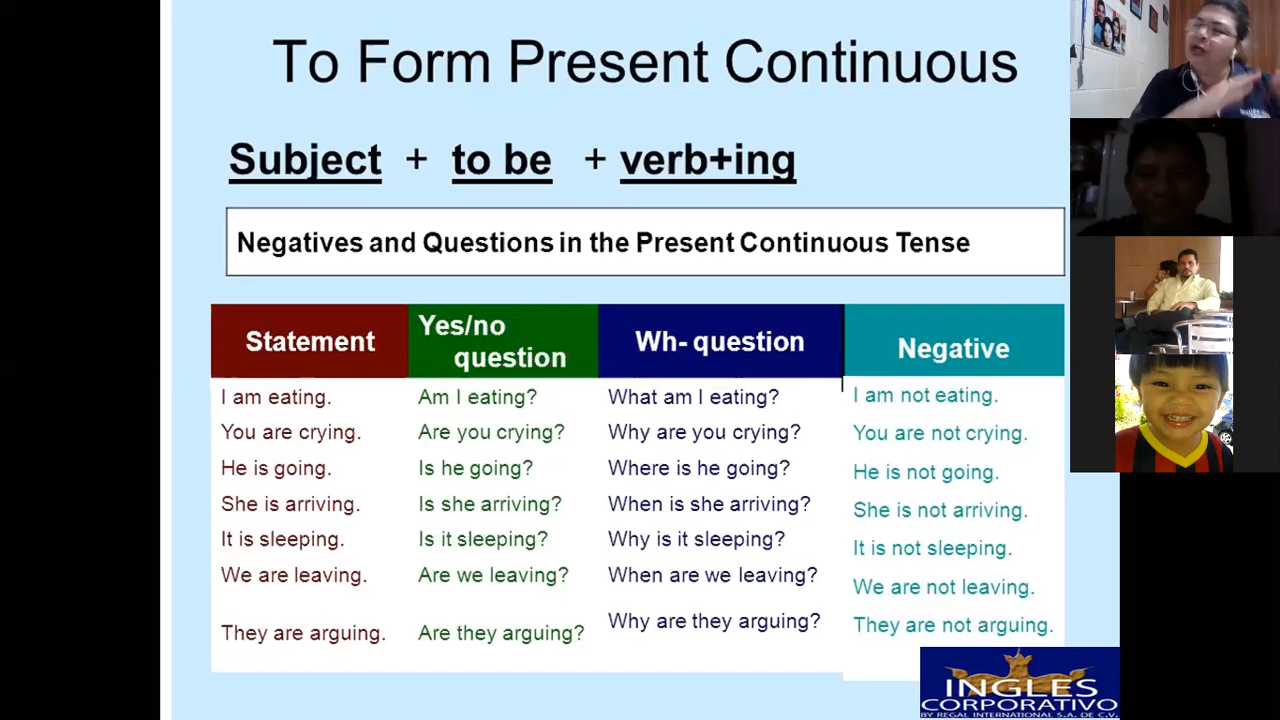 To Form Present Continuous
Subject + to be + verb+ing
Negatives and Questions in the Present Continuous Tense
Statement
I am eating.
You are crying.
He is going.
She is arriving.
It is sleeping.
We are leaving.
They are arguing.
Yes/no
question
Am I eating?
Are you crying?
Is he going?
Is she arriving?
Is it sleeping?
Are we leaving?
Are they arguing?
Wh- question
What am I eating?
Why are you crying?
Where is he going?
When is she arriving?
Why is it sleeping?
When are we leaving?
Why are they arguing?
Negative
I am not eating.
You are not crying.
He is not going.
She is not arriving.
It is not sleeping.
We are not leaving.
They are not arguing.
INGLES
CORPORATIVO
BY REGAL INTERNATIONAL S.A. DE C.V.